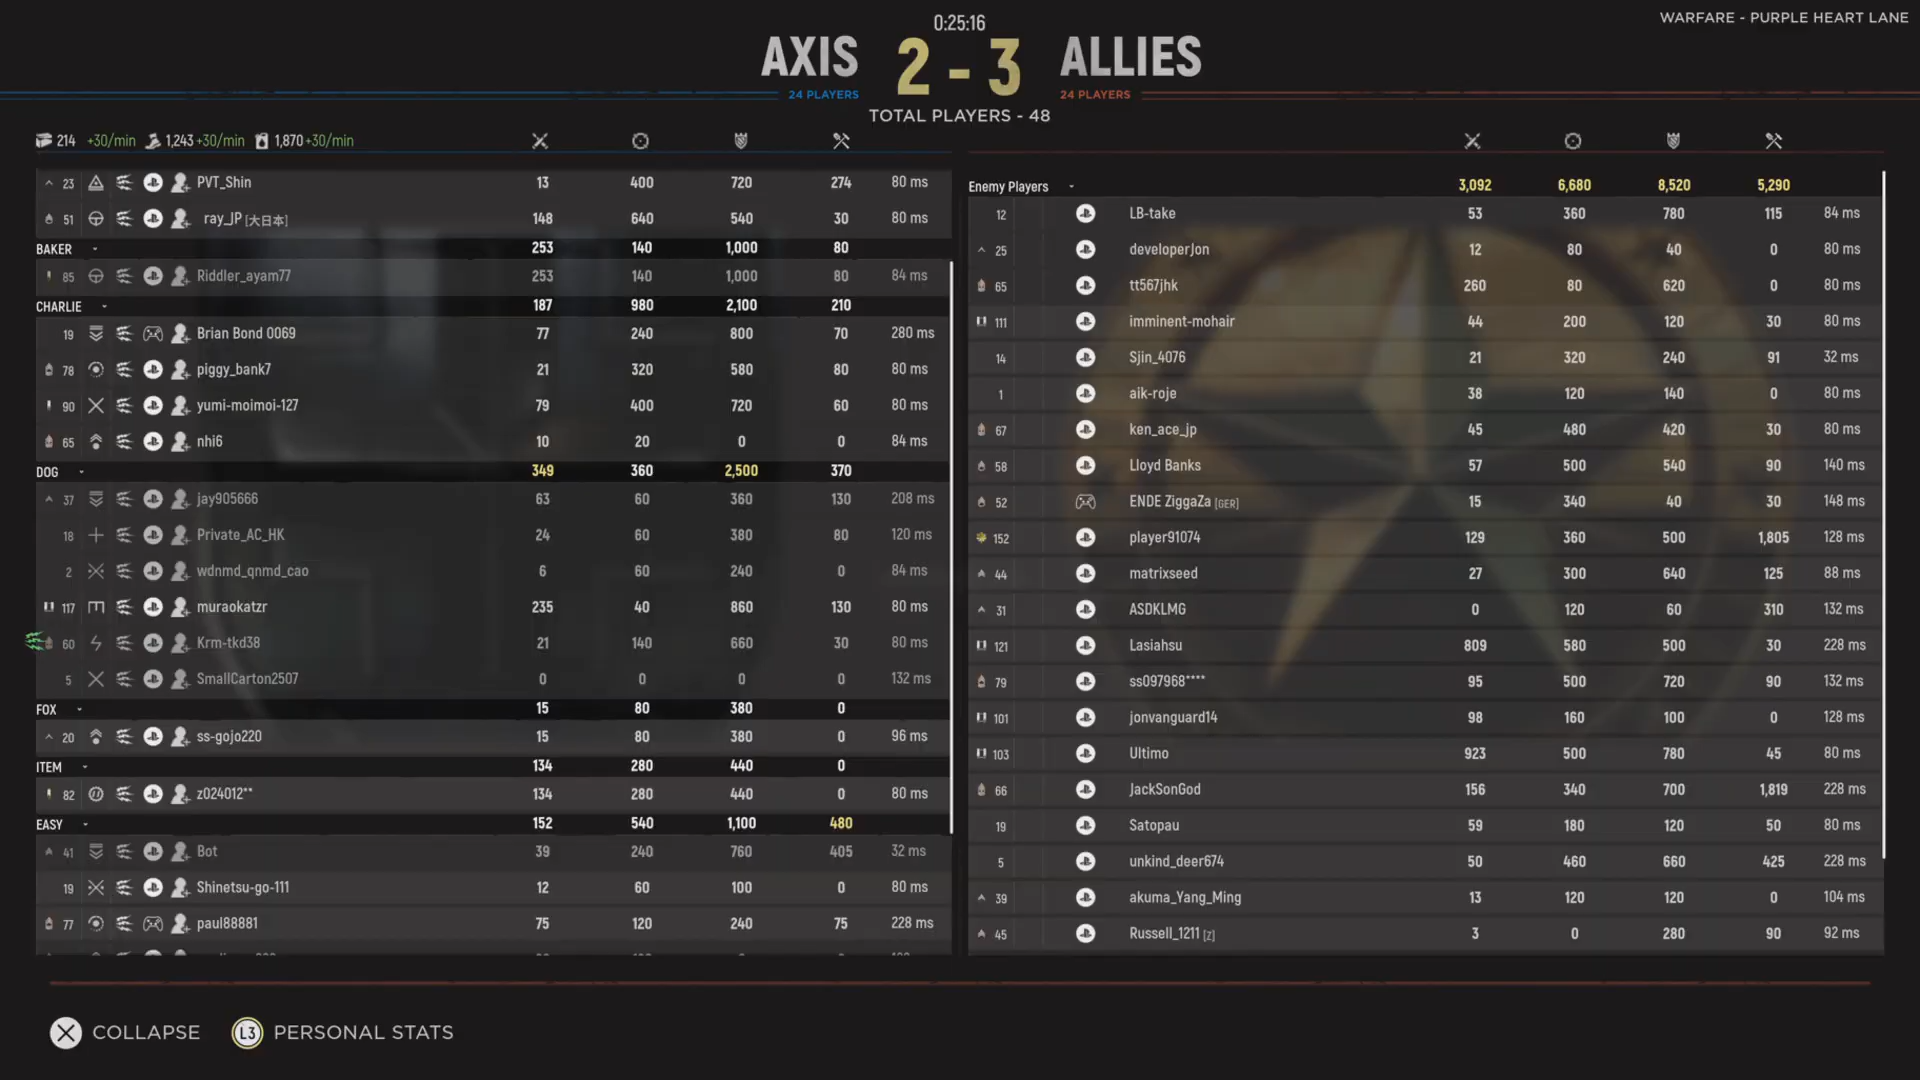 WARFARE - PURPLE HEART LANE
0:25:16
AXIS 2 - 3 ALLIES
24 PLAYERS 24 PLAYERS
TOTAL PLAYERS - 48
214 +30/min 1,243 +30/min 1,870 +30/min
23 PVT_Shin 13 400 720 274 80 ms
51 ray_JP [大日本] 148 640 540 30 80 ms
BAKER 253 140 1,000 80
85 Riddler_ayam77 253 140 1,000 80 84 ms
CHARLIE 187 980 2,100 210
19 Brian Bond 0069 77 240 800 70 280 ms
78 piggy_bank7 21 320 580 80 80 ms
90 yumi-moimoi-127 79 400 720 60 80 ms
65 nhi6 10 20 0 0 84 ms
DOG 349 360 2,500 370
37 jay905666 63 60 360 130 208 ms
18 Private_AC_HK 24 60 380 80 120 ms
2 wdnmd_qnmd_cao 6 60 240 0 84 ms
117 muraokatzr 235 40 860 130 80 ms
60 Krm-tkd38 21 140 660 30 80 ms
5 SmallCarton2507 0 0 0 0 132 ms
FOX 15 80 380 0
20 ss-gojo220 15 80 380 0 96 ms
ITEM 134 280 440 0
82 z024012** 134 280 440 0 80 ms
EASY 152 540 1,100 480
41 Bot 39 240 760 405 32 ms
19 Shinetsu-go-111 12 60 100 0 80 ms
77 paul88881 75 120 240 75 228 ms
Enemy Players 3,092 6,680 8,520 5,290
12 LB-take 53 360 780 115 84 ms
25 developerJon 12 80 40 0 80 ms
65 tt567jhk 260 80 620 0 80 ms
111 imminent-mohair 44 200 120 30 80 ms
14 Sjin_4076 21 320 240 91 32 ms
1 aik-roje 38 120 140 0 80 ms
67 ken_ace_jp 45 480 420 30 80 ms
58 Lloyd Banks 57 500 540 90 140 ms
52 ENDE ZiggaZa [GER] 15 340 40 30 148 ms
152 player91074 129 360 500 1,805 128 ms
44 matrixseed 27 300 640 125 88 ms
31 ASDKLMG 0 120 60 310 132 ms
121 Lasiahsu 809 580 500 30 228 ms
79 ss097968**** 95 500 720 90 132 ms
101 jonvanguard14 98 160 100 0 128 ms
103 Ultimo 923 500 780 45 80 ms
66 JackSonGod 156 340 700 1,819 228 ms
19 Satopau 59 180 120 50 80 ms
5 unkind_deer674 50 460 660 425 228 ms
39 akuma_Yang_Ming 13 120 120 0 104 ms
45 Russell_1211 [Z] 3 0 280 90 92 ms
COLLAPSE L3 PERSONAL STATS